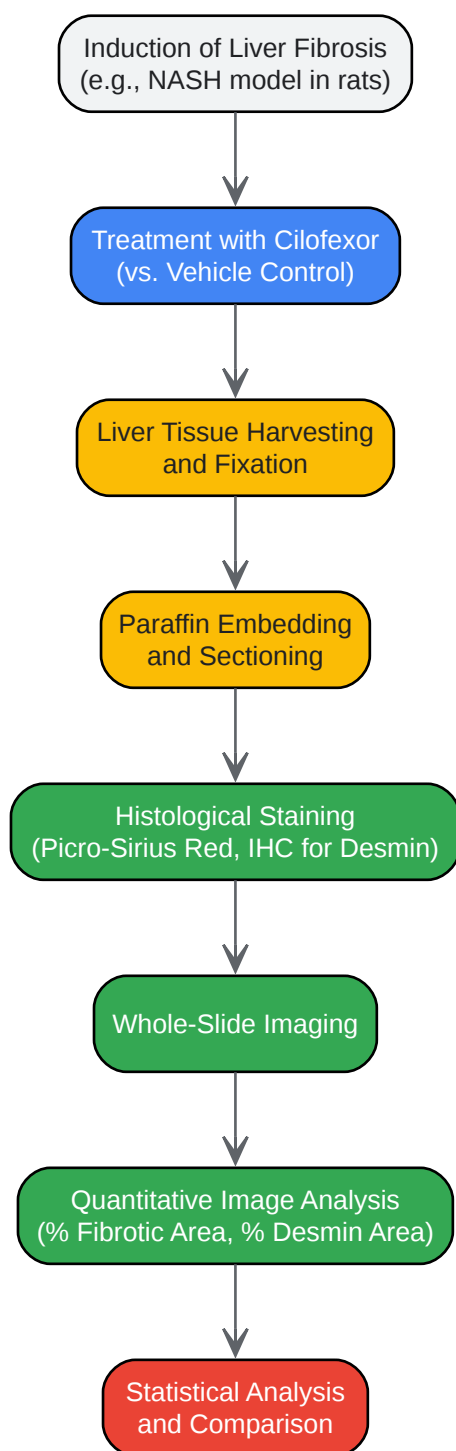 Induction of Liver Fibrosis
(e.g., NASH model in rats)
Treatment with Cilofexor
(vs. Vehicle Control)
Liver Tissue Harvesting
and Fixation
Paraffin Embedding
and Sectioning
Histological Staining
(Picro-Sirius Red, IHC for Desmin)
Whole-Slide Imaging
Quantitative Image Analysis
(% Fibrotic Area, % Desmin Area)
Statistical Analysis
and Comparison